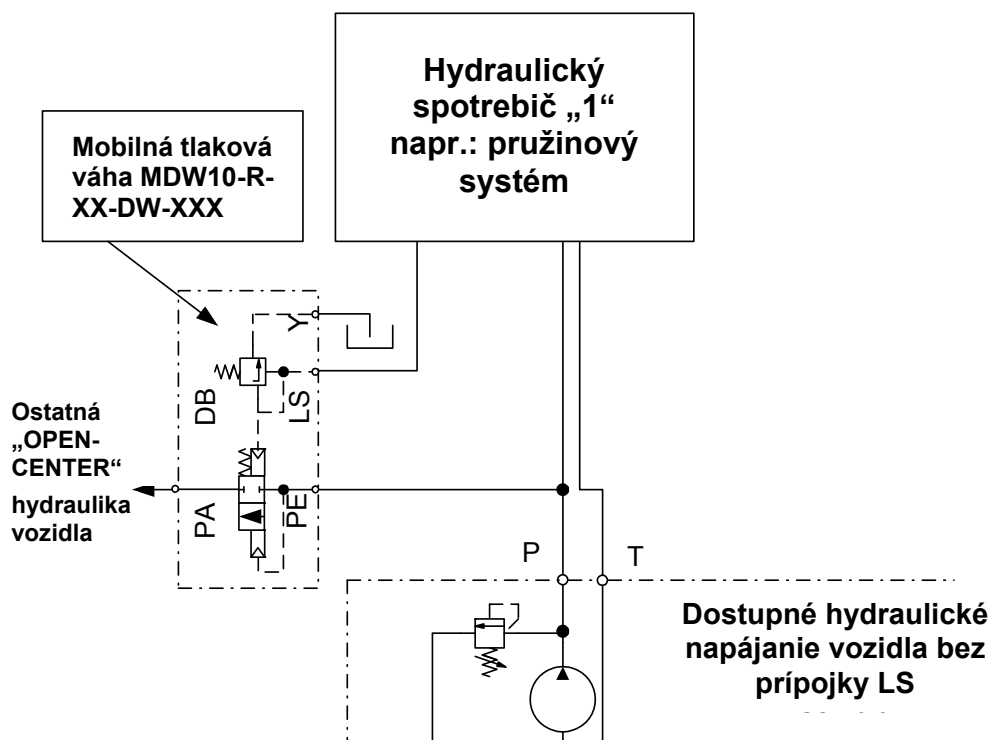 Hydraulický
spotrebič „1“
napr.: pružinový
systém
Mobilná tlaková
váha MDW10-R-
XX-DW-XXX
Y
DB
LS
Ostatná
„OPEN-
CENTER“
hydraulika
vozidla
PA
PE
P
T
Dostupné hydraulické
napájanie vozidla bez
prípojky LS